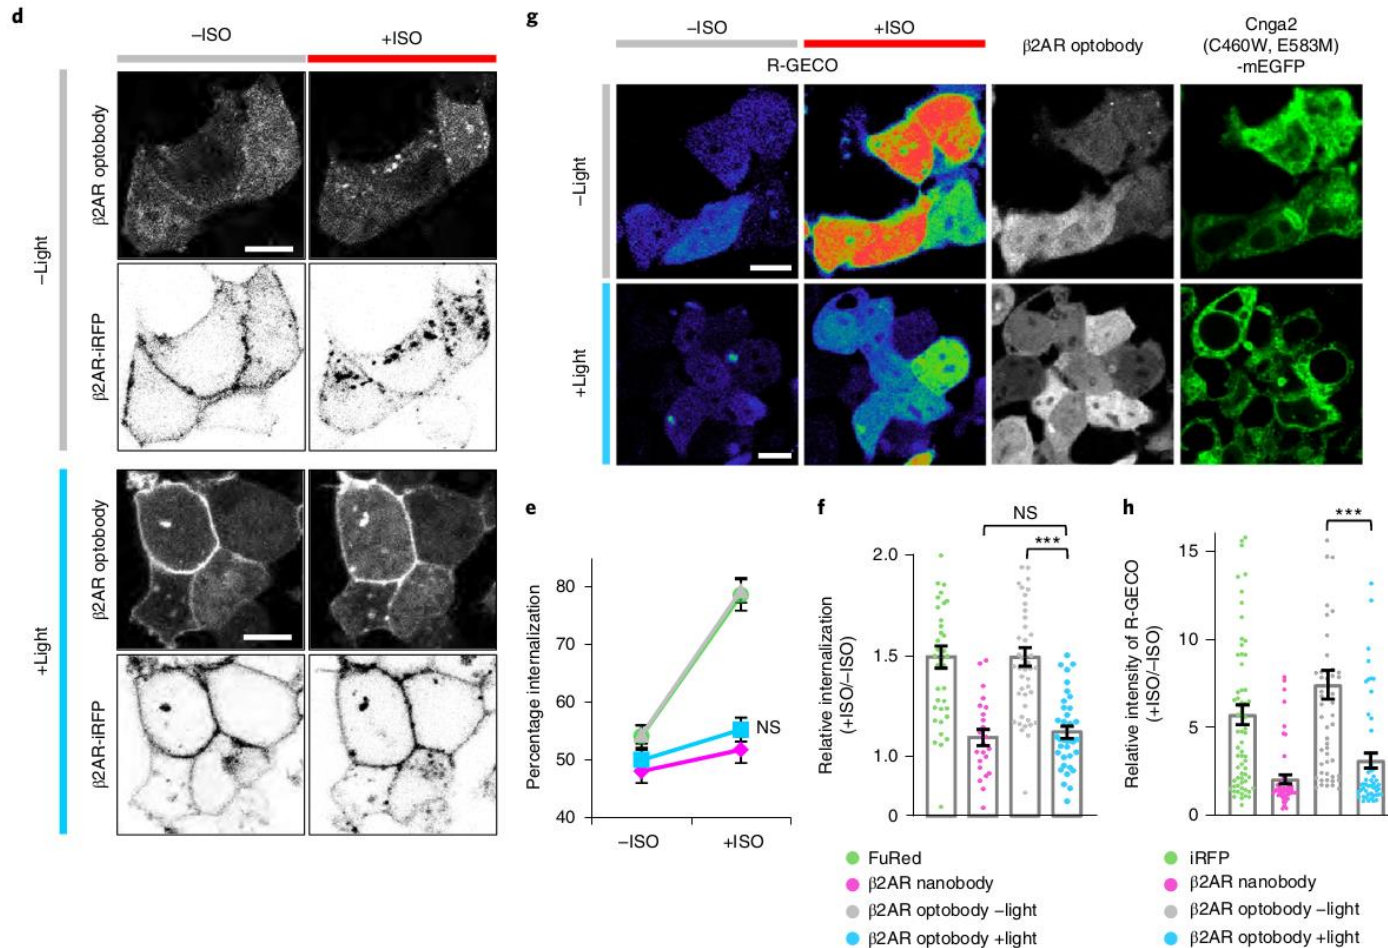 d
–ISO
+ISO
–Light
β2AR optobody
β2AR-iRFP
+Light
β2AR optobody
β2AR-iRFP
g
–ISO
+ISO
R-GECO
β2AR optobody
Cnga2
(C460W, E583M)
-mEGFP
–Light
+Light
e
Percentage internalization
80
70
60
50
40
NS
–ISO
+ISO
f
NS
***
Relative internalization
(+ISO/–ISO)
2.0
1.5
1.0
0
FuRed
β2AR nanobody
β2AR optobody –light
β2AR optobody +light
h
***
Relative intensity of R-GECO
(+ISO/–ISO)
15
10
5
0
iRFP
β2AR nanobody
β2AR optobody –light
β2AR optobody +light